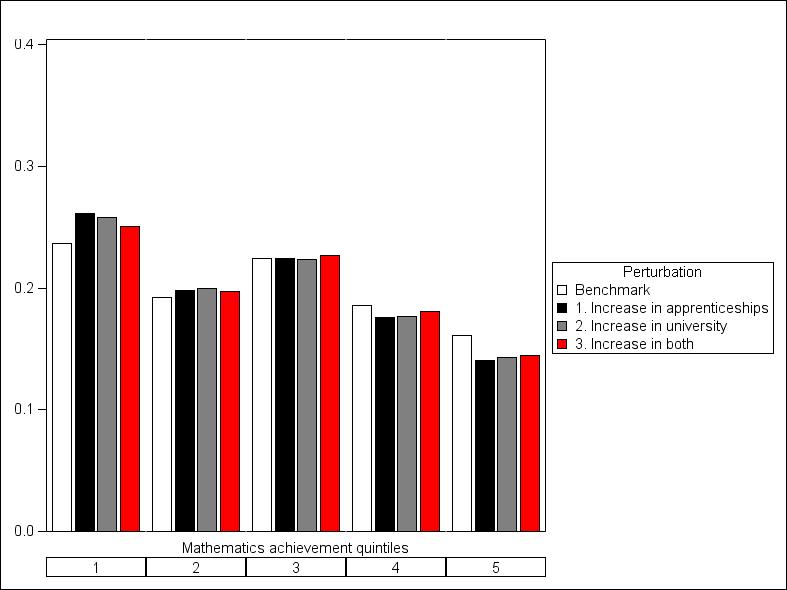 0.4
0.3
0.2
0.1
0.0
Perturbation
Benchmark
1. Increase in apprenticeships
2. Increase in university
3. Increase in both
Mathematics achievement quintiles
1 2 3 4 5